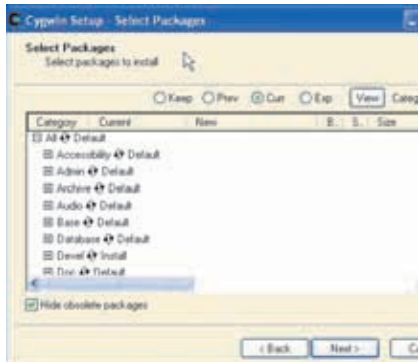 Cygwin Setup - Select Packages
Select Packages
Select packages to install
Keep Prev Curr Exp View Categ
Category Current New B.. S.. Size
All Default
Accessibility Default
Admin Default
Archive Default
Audio Default
Base Default
Database Default
Devel Install
Doc Default
Hide obsolete packages
< Back Next > C